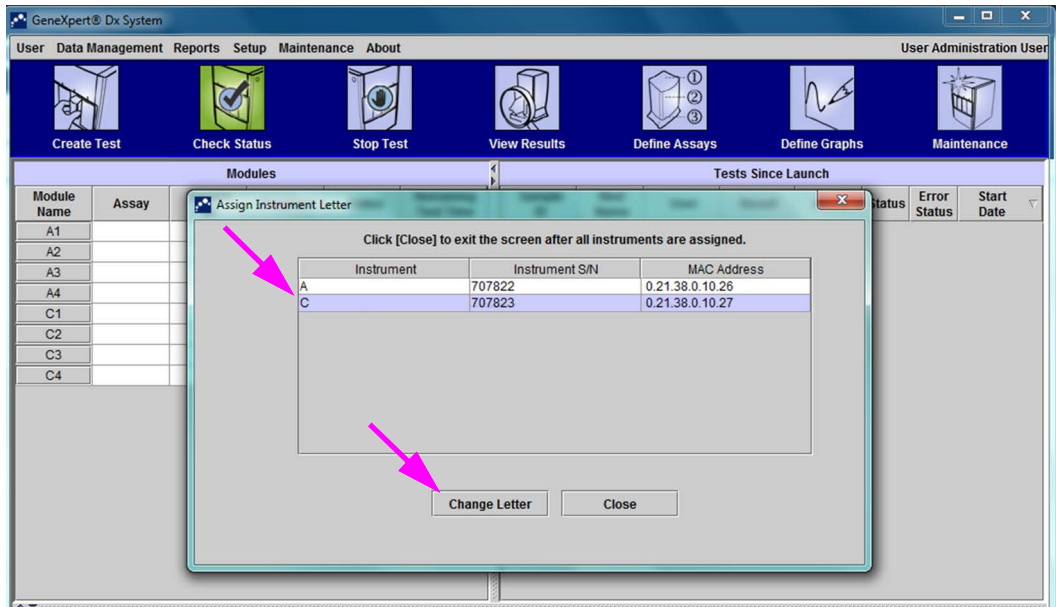 GeneXpert® Dx System
User Data Management Reports Setup Maintenance About User Administration User
① ② ③
Create Test Check Status Stop Test View Results Define Assays Define Graphs Maintenance
Modules Tests Since Launch
Module Name Assay Status Error Status Start Date
Assign Instrument Letter
Click [Close] to exit the screen after all instruments are assigned.
Instrument Instrument S/N MAC Address
A 707822 0.21.38.0.10.26
C 707823 0.21.38.0.10.27
A1
A2
A3
A4
C1
C2
C3
C4
Change Letter Close